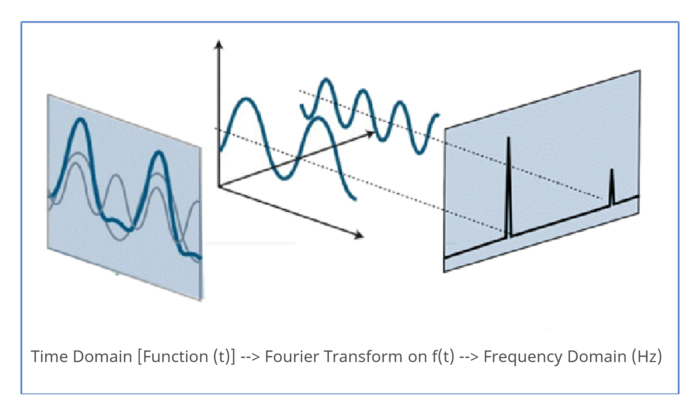 Time Domain [Function (t)] --> Fourier Transform on f(t) --> Frequency Domain (Hz)